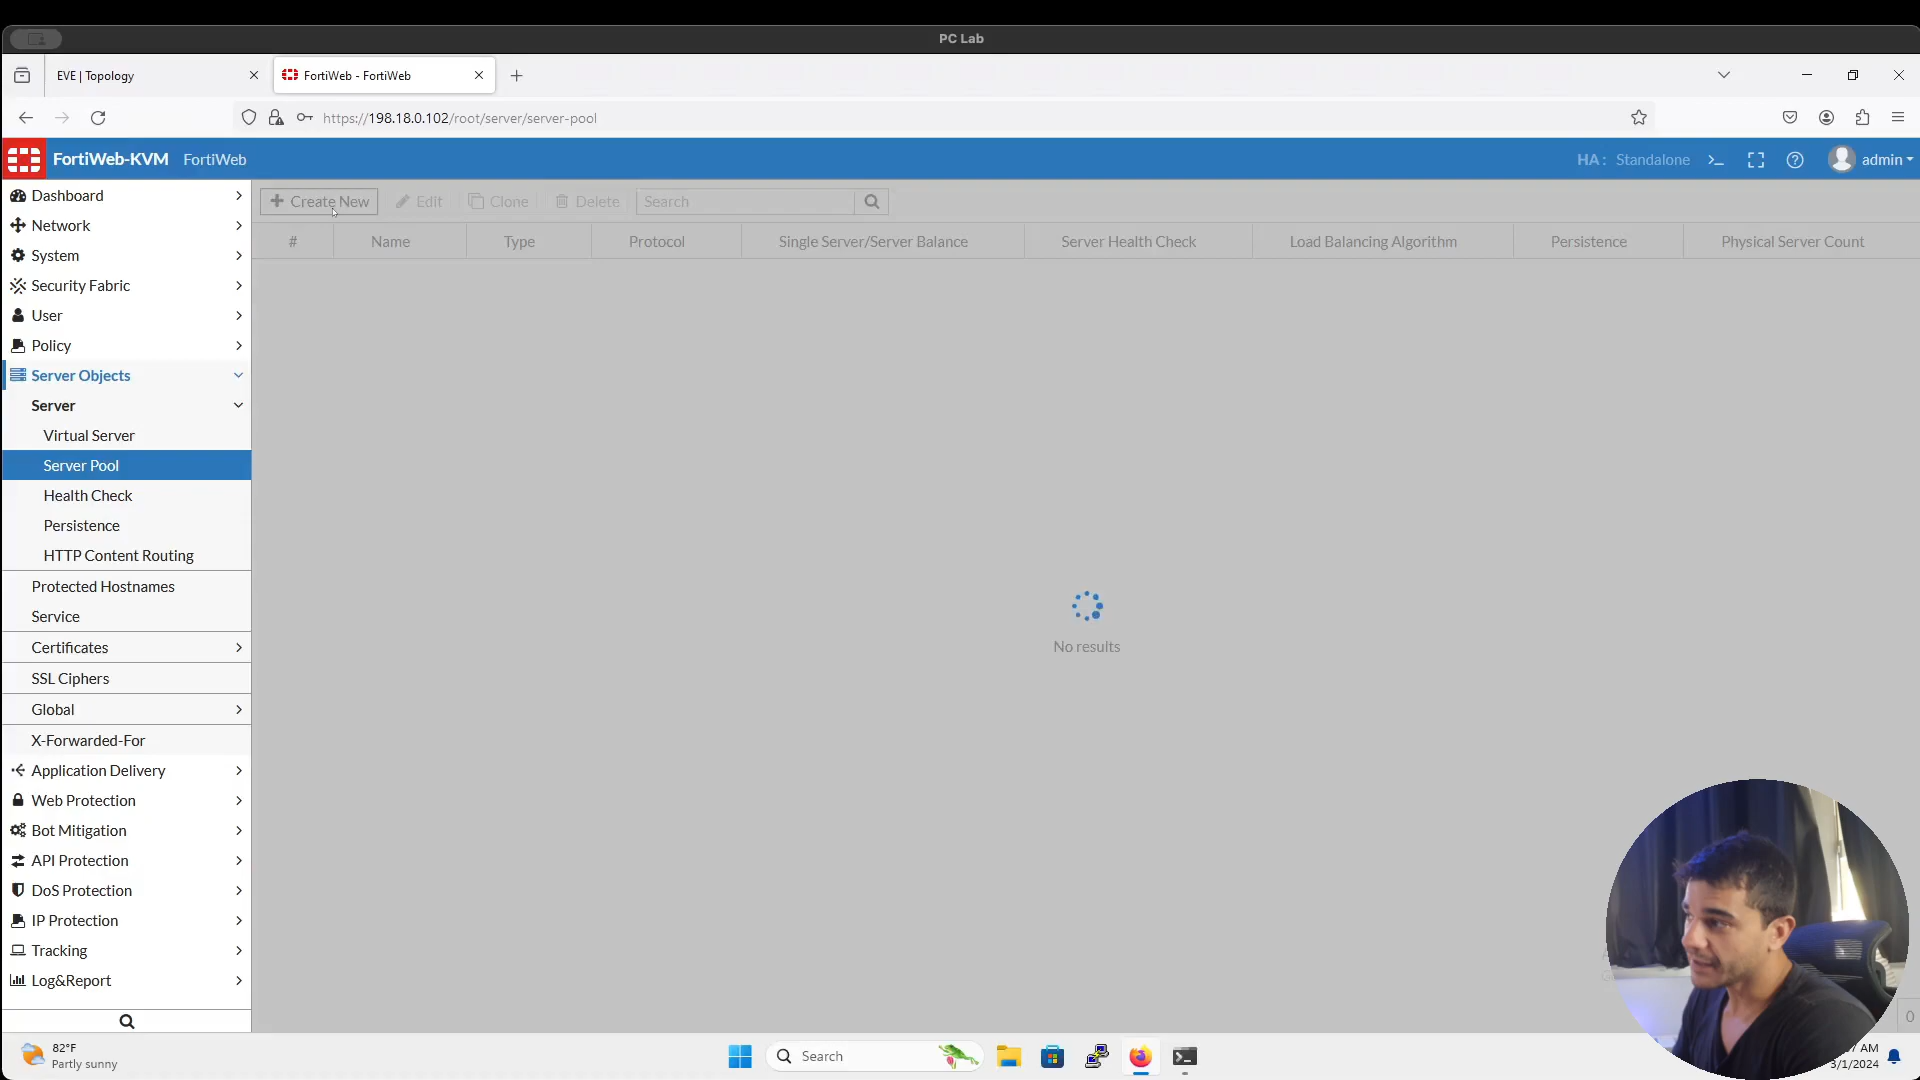 PC Lab
EVE | Topology
FortiWeb - FortiWeb
https://198.18.0.102/root/server/server-pool
FortiWeb-KVM FortiWeb
HA: Standalone
admin
Dashboard
Network
System
Security Fabric
User
Policy
Server Objects
Server
Virtual Server
Server Pool
Health Check
Persistence
HTTP Content Routing
Protected Hostnames
Service
Certificates
SSL Ciphers
Global
X-Forwarded-For
Application Delivery
Web Protection
Bot Mitigation
API Protection
DoS Protection
IP Protection
Tracking
Log&Report
Create New Edit Clone Delete Search
# Name Type Protocol Single Server/Server Balance Server Health Check Load Balancing Algorithm Persistence Physical Server Count
No results
0
82°F
Partly sunny
Search
AM
3/1/2024